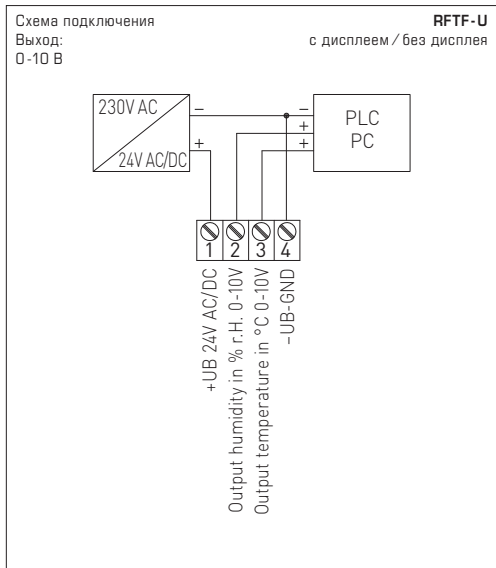 Схема подключения
RFTF-U
Выход:
с дисплеем / без дисплея
0-10 В
230V AC
24V AC/DC
–
+
–
+
+
PLC
PC
1 2 3 4
+UB 24V AC/DC
Output humidity in % r.H. 0-10V
Output temperature in °C 0-10V
-UB-GND